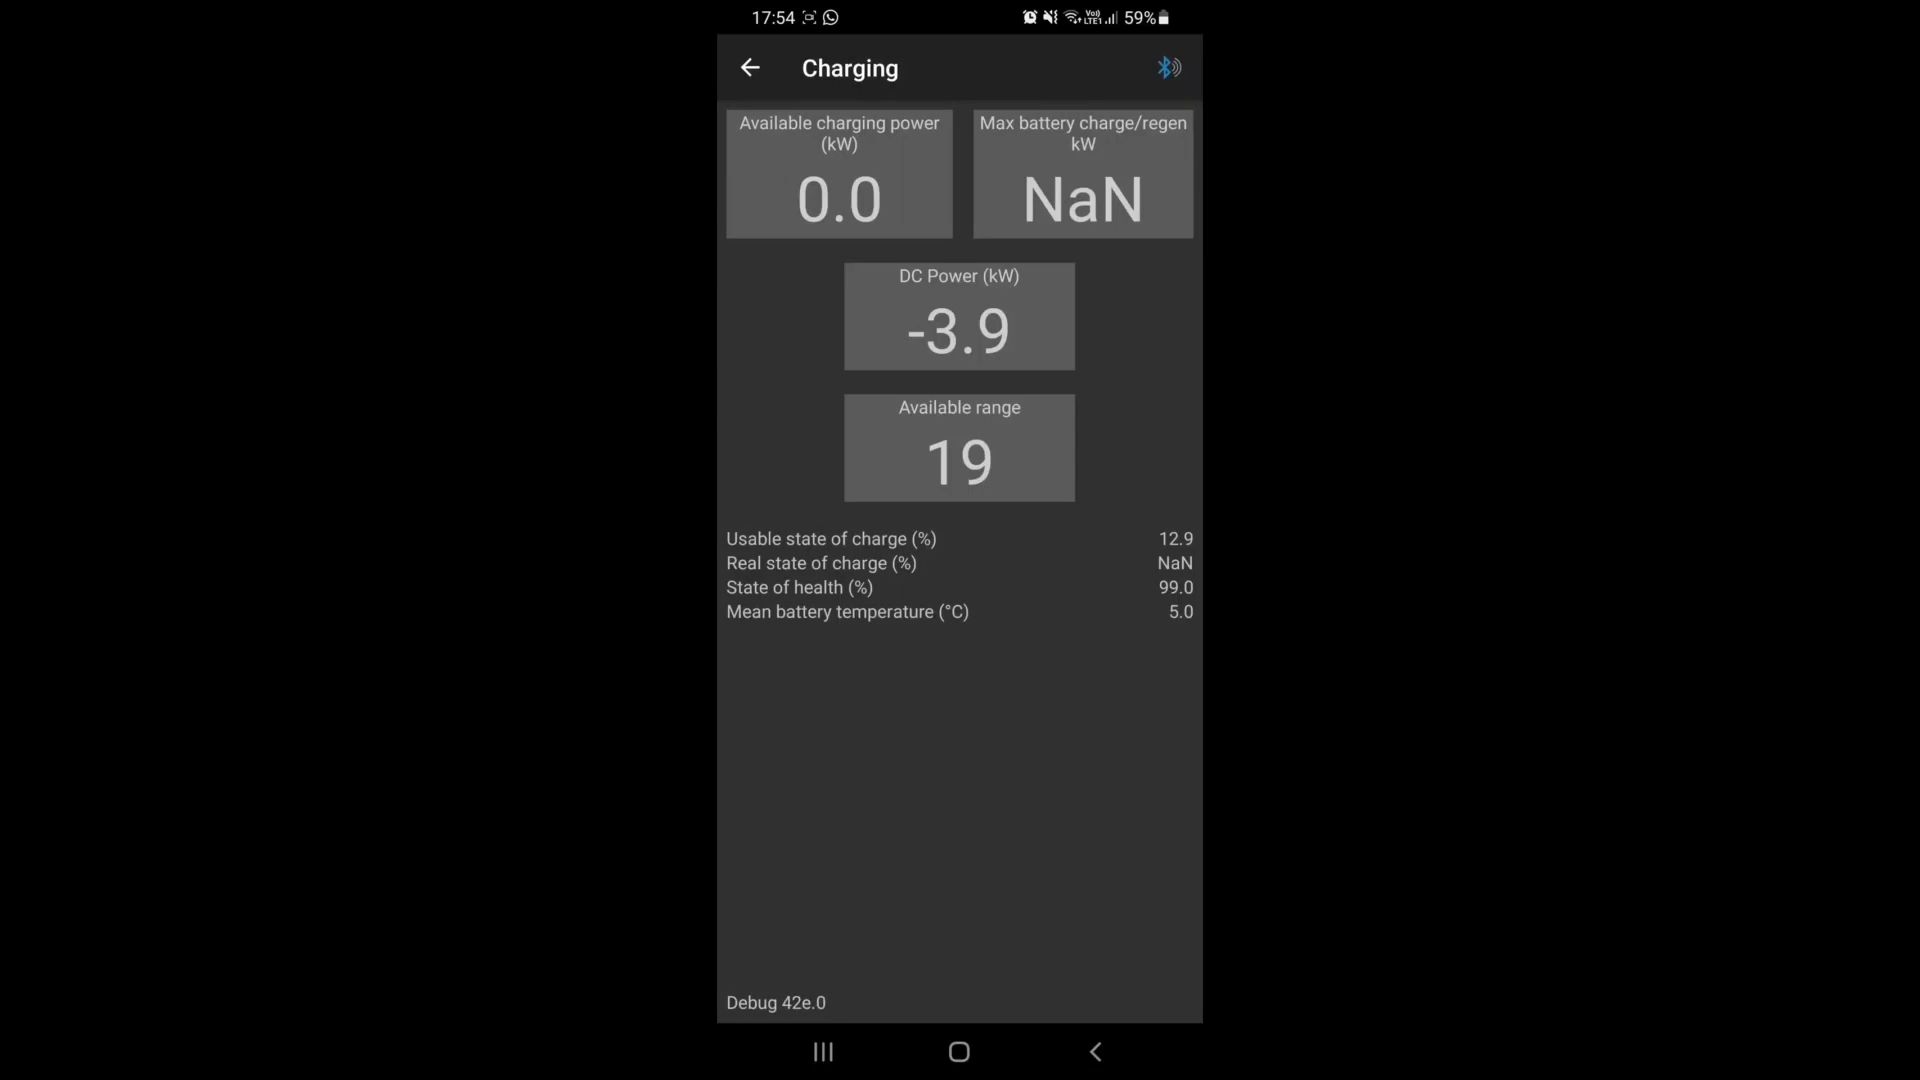 17:54
Vo)) LTE1 59%
Charging
Available charging power
(kW)
0.0
Max battery charge/regen
kW
NaN
DC Power (kW)
-3.9
Available range
19
Usable state of charge (%) 12.9
Real state of charge (%) NaN
State of health (%) 99.0
Mean battery temperature (°C) 5.0
Debug 42e.0